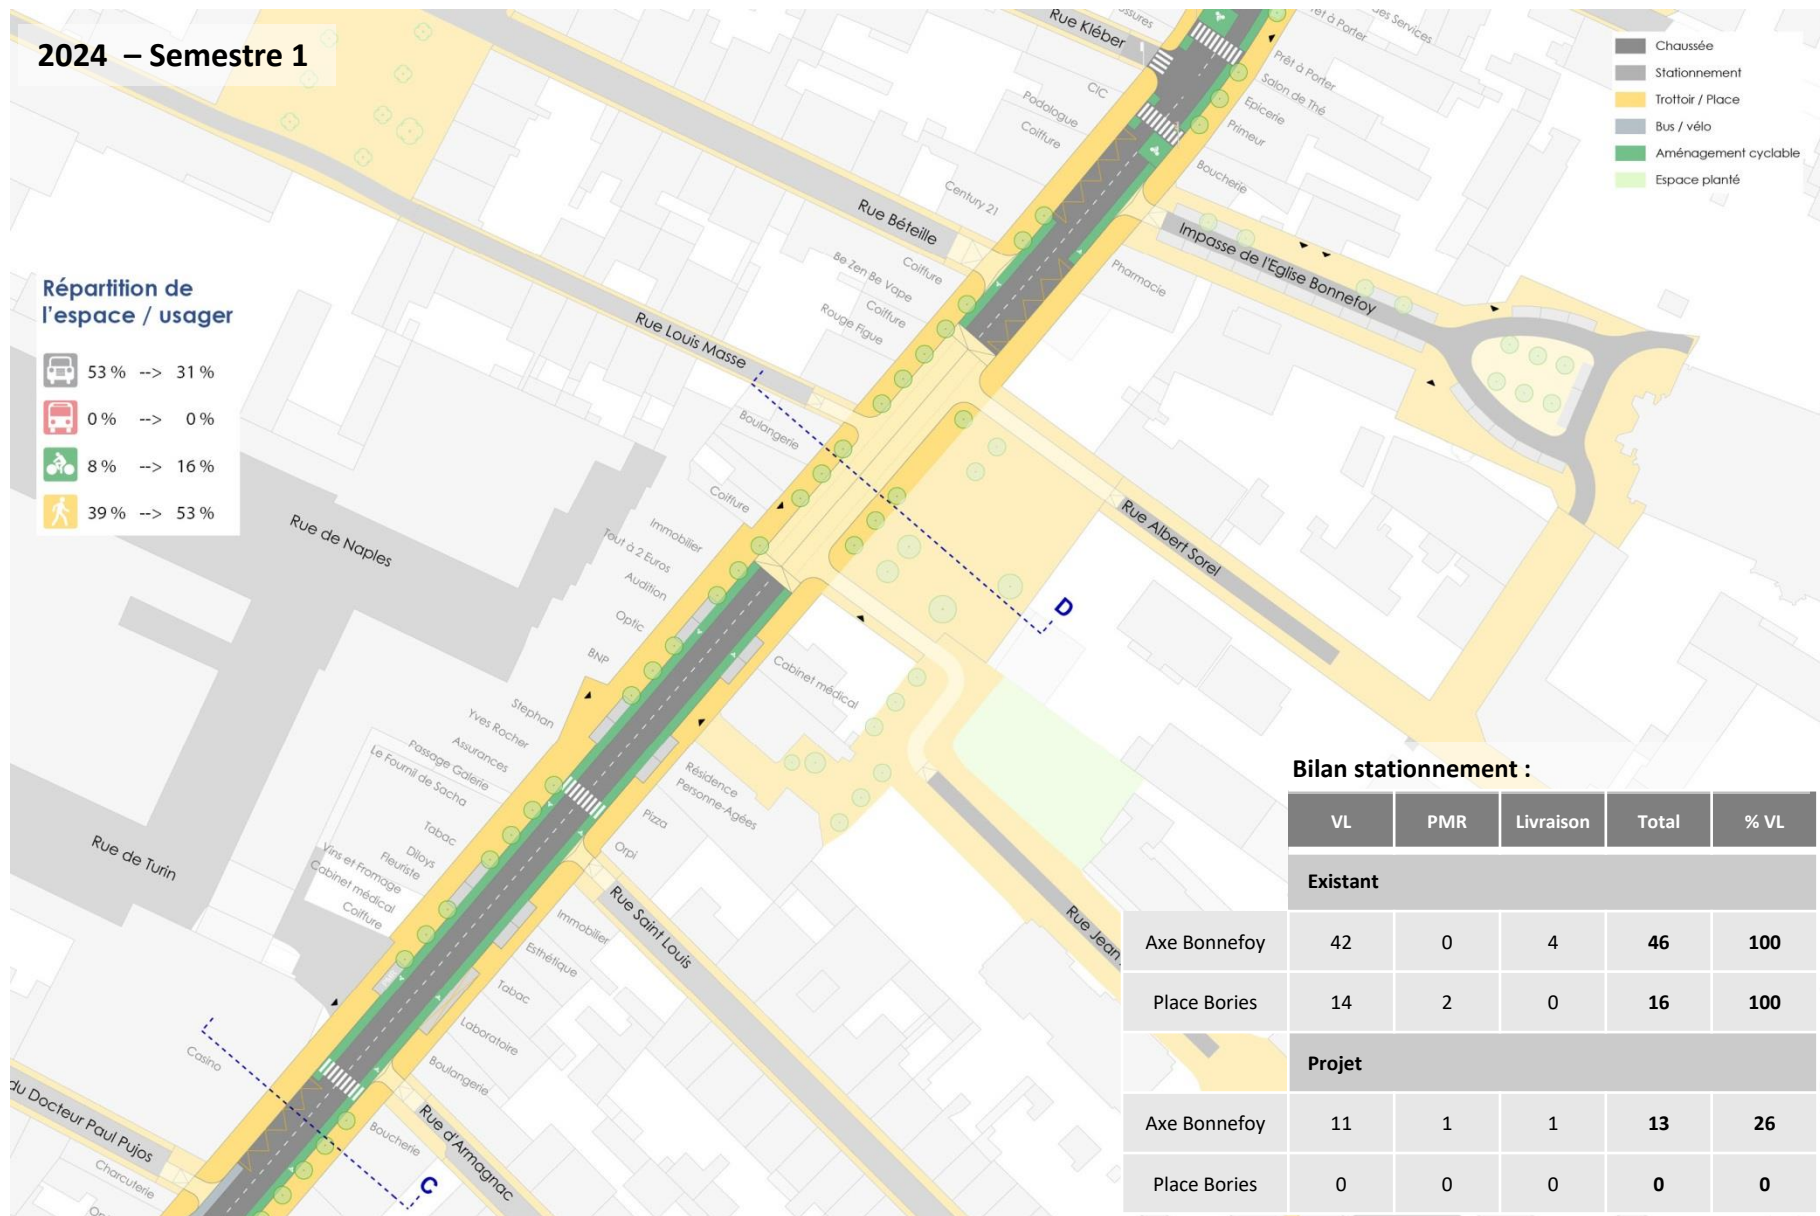 2024 – Semestre 1
Chaussée
Stationnement
Trottoir / Place
Bus / vélo
Aménagement cyclable
Espace planté
Répartition de
l'espace / usager
53 % --> 31 %
0 % --> 0 %
8 % --> 16 %
39 % --> 53 %
Rue Kléber
des Services
Prêt à Porter
Salon de Thé
Epicerie
Primeur
Boucherie
CIC
Podologue
Coiffure
Century 21
Rue Béteille
Coiffure
Be Zen Be Vape
Coiffure
Rouge Figue
Pharmacie
Impasse de l'Eglise Bonnefoy
Rue Louis Masse
Boulangerie
Coiffure
Rue Albert Sorel
Rue de Naples
Immobilier
Tout à 2 Euros
Audition
Optic
BNP
D
Cabinet médical
Stephan
Yves Rocher
Assurances
Passage Galerie
Le Fournil de Sacha
Résidence
Personne-Agées
Pizza
Orpi
Tabac
Diloys
Fleuriste
Vins et Fromage
Cabinet médical
Coiffure
Rue de Turin
Rue Saint Louis
Rue Jean
Immobilier
Esthétique
Tabac
Laboratoire
Boulangerie
Casino
du Docteur Paul Pujos
Rue d'Armagnac
Boucherie
C
Charcuterie
Bilan stationnement :
VL PMR Livraison Total % VL
Existant
Axe Bonnefoy 42 0 4 46 100
Place Bories 14 2 0 16 100
Projet
Axe Bonnefoy 11 1 1 13 26
Place Bories 0 0 0 0 0